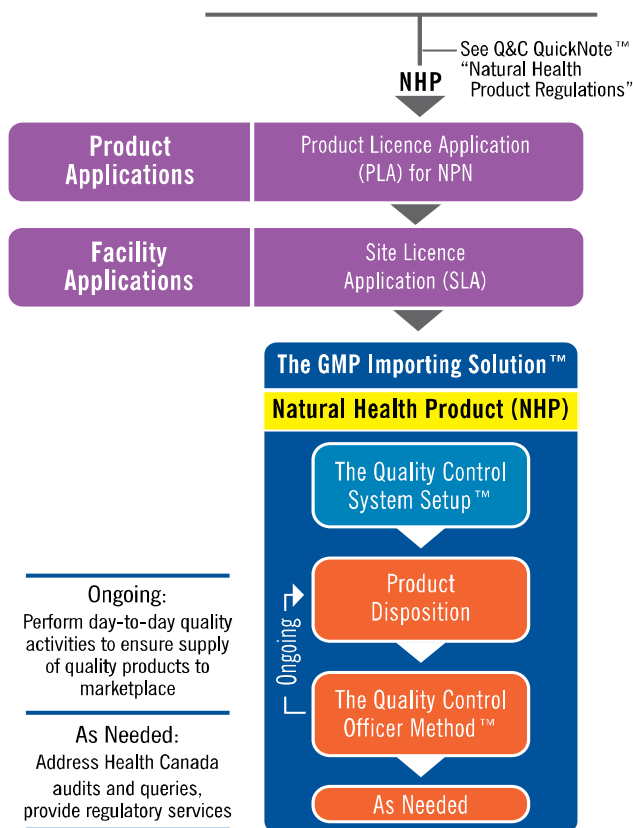 See Q&C QuickNote™
“Natural Health
Product Regulations”
NHP
Product
Applications
Product Licence Application
(PLA) for NPN
Facility
Applications
Site Licence
Application (SLA)
The GMP Importing Solution™
Natural Health Product (NHP)
The Quality Control
System Setup™
Product
Disposition
Ongoing
The Quality Control
Officer Method™
As Needed
Ongoing:
Perform day-to-day quality
activities to ensure supply
of quality products to
marketplace
As Needed:
Address Health Canada
audits and queries,
provide regulatory services